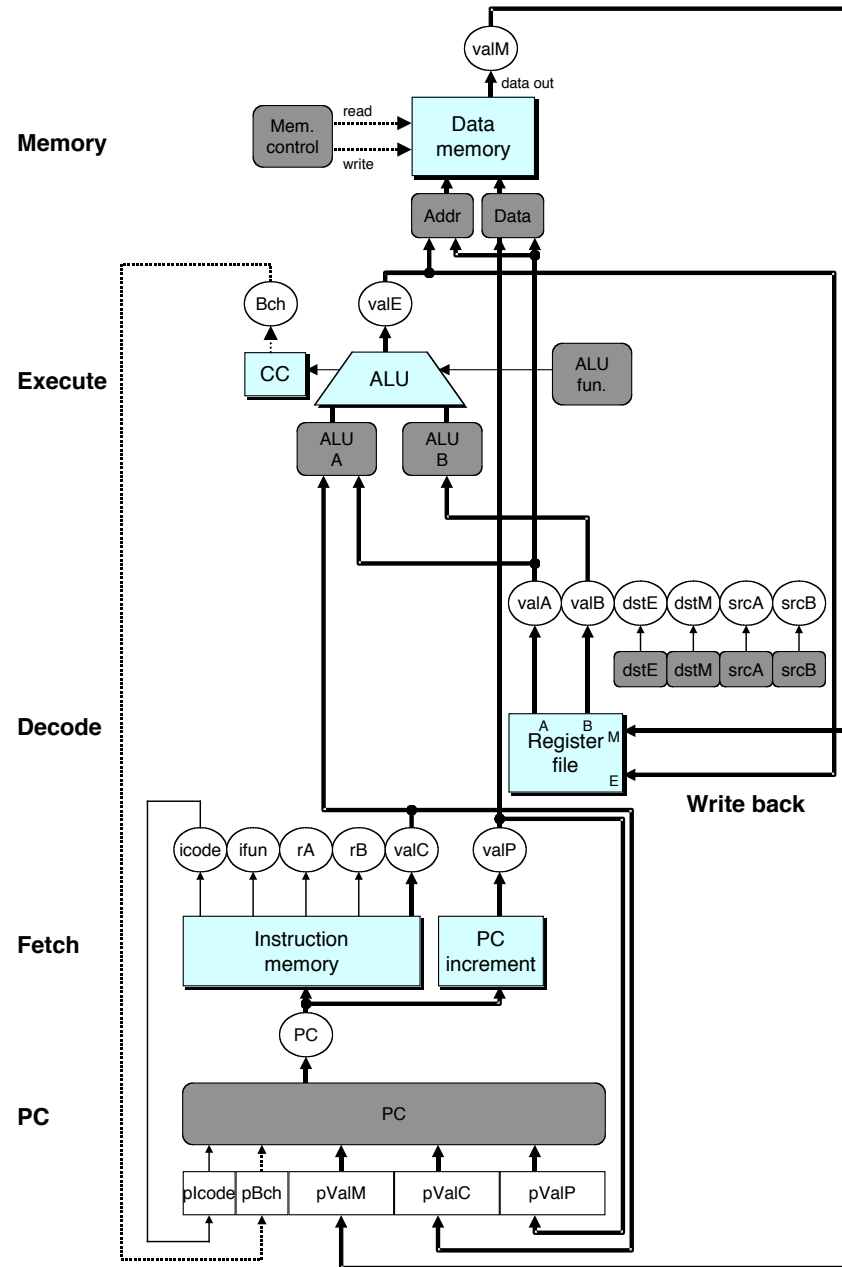 valM
data out
Mem.
control
read
write
Data
memory
Memory
Addr
Data
Bch
valE
CC
ALU
ALU
fun.
Execute
ALU
A
ALU
B
valA
valB
dstE
dstM
srcA
srcB
dstE
dstM
srcA
srcB
Decode
A
B
Register
file
M
E
Write back
icode
ifun
rA
rB
valC
valP
Fetch
Instruction
memory
PC
increment
PC
PC
PC
pIcode
pBch
pValM
pValC
pValP